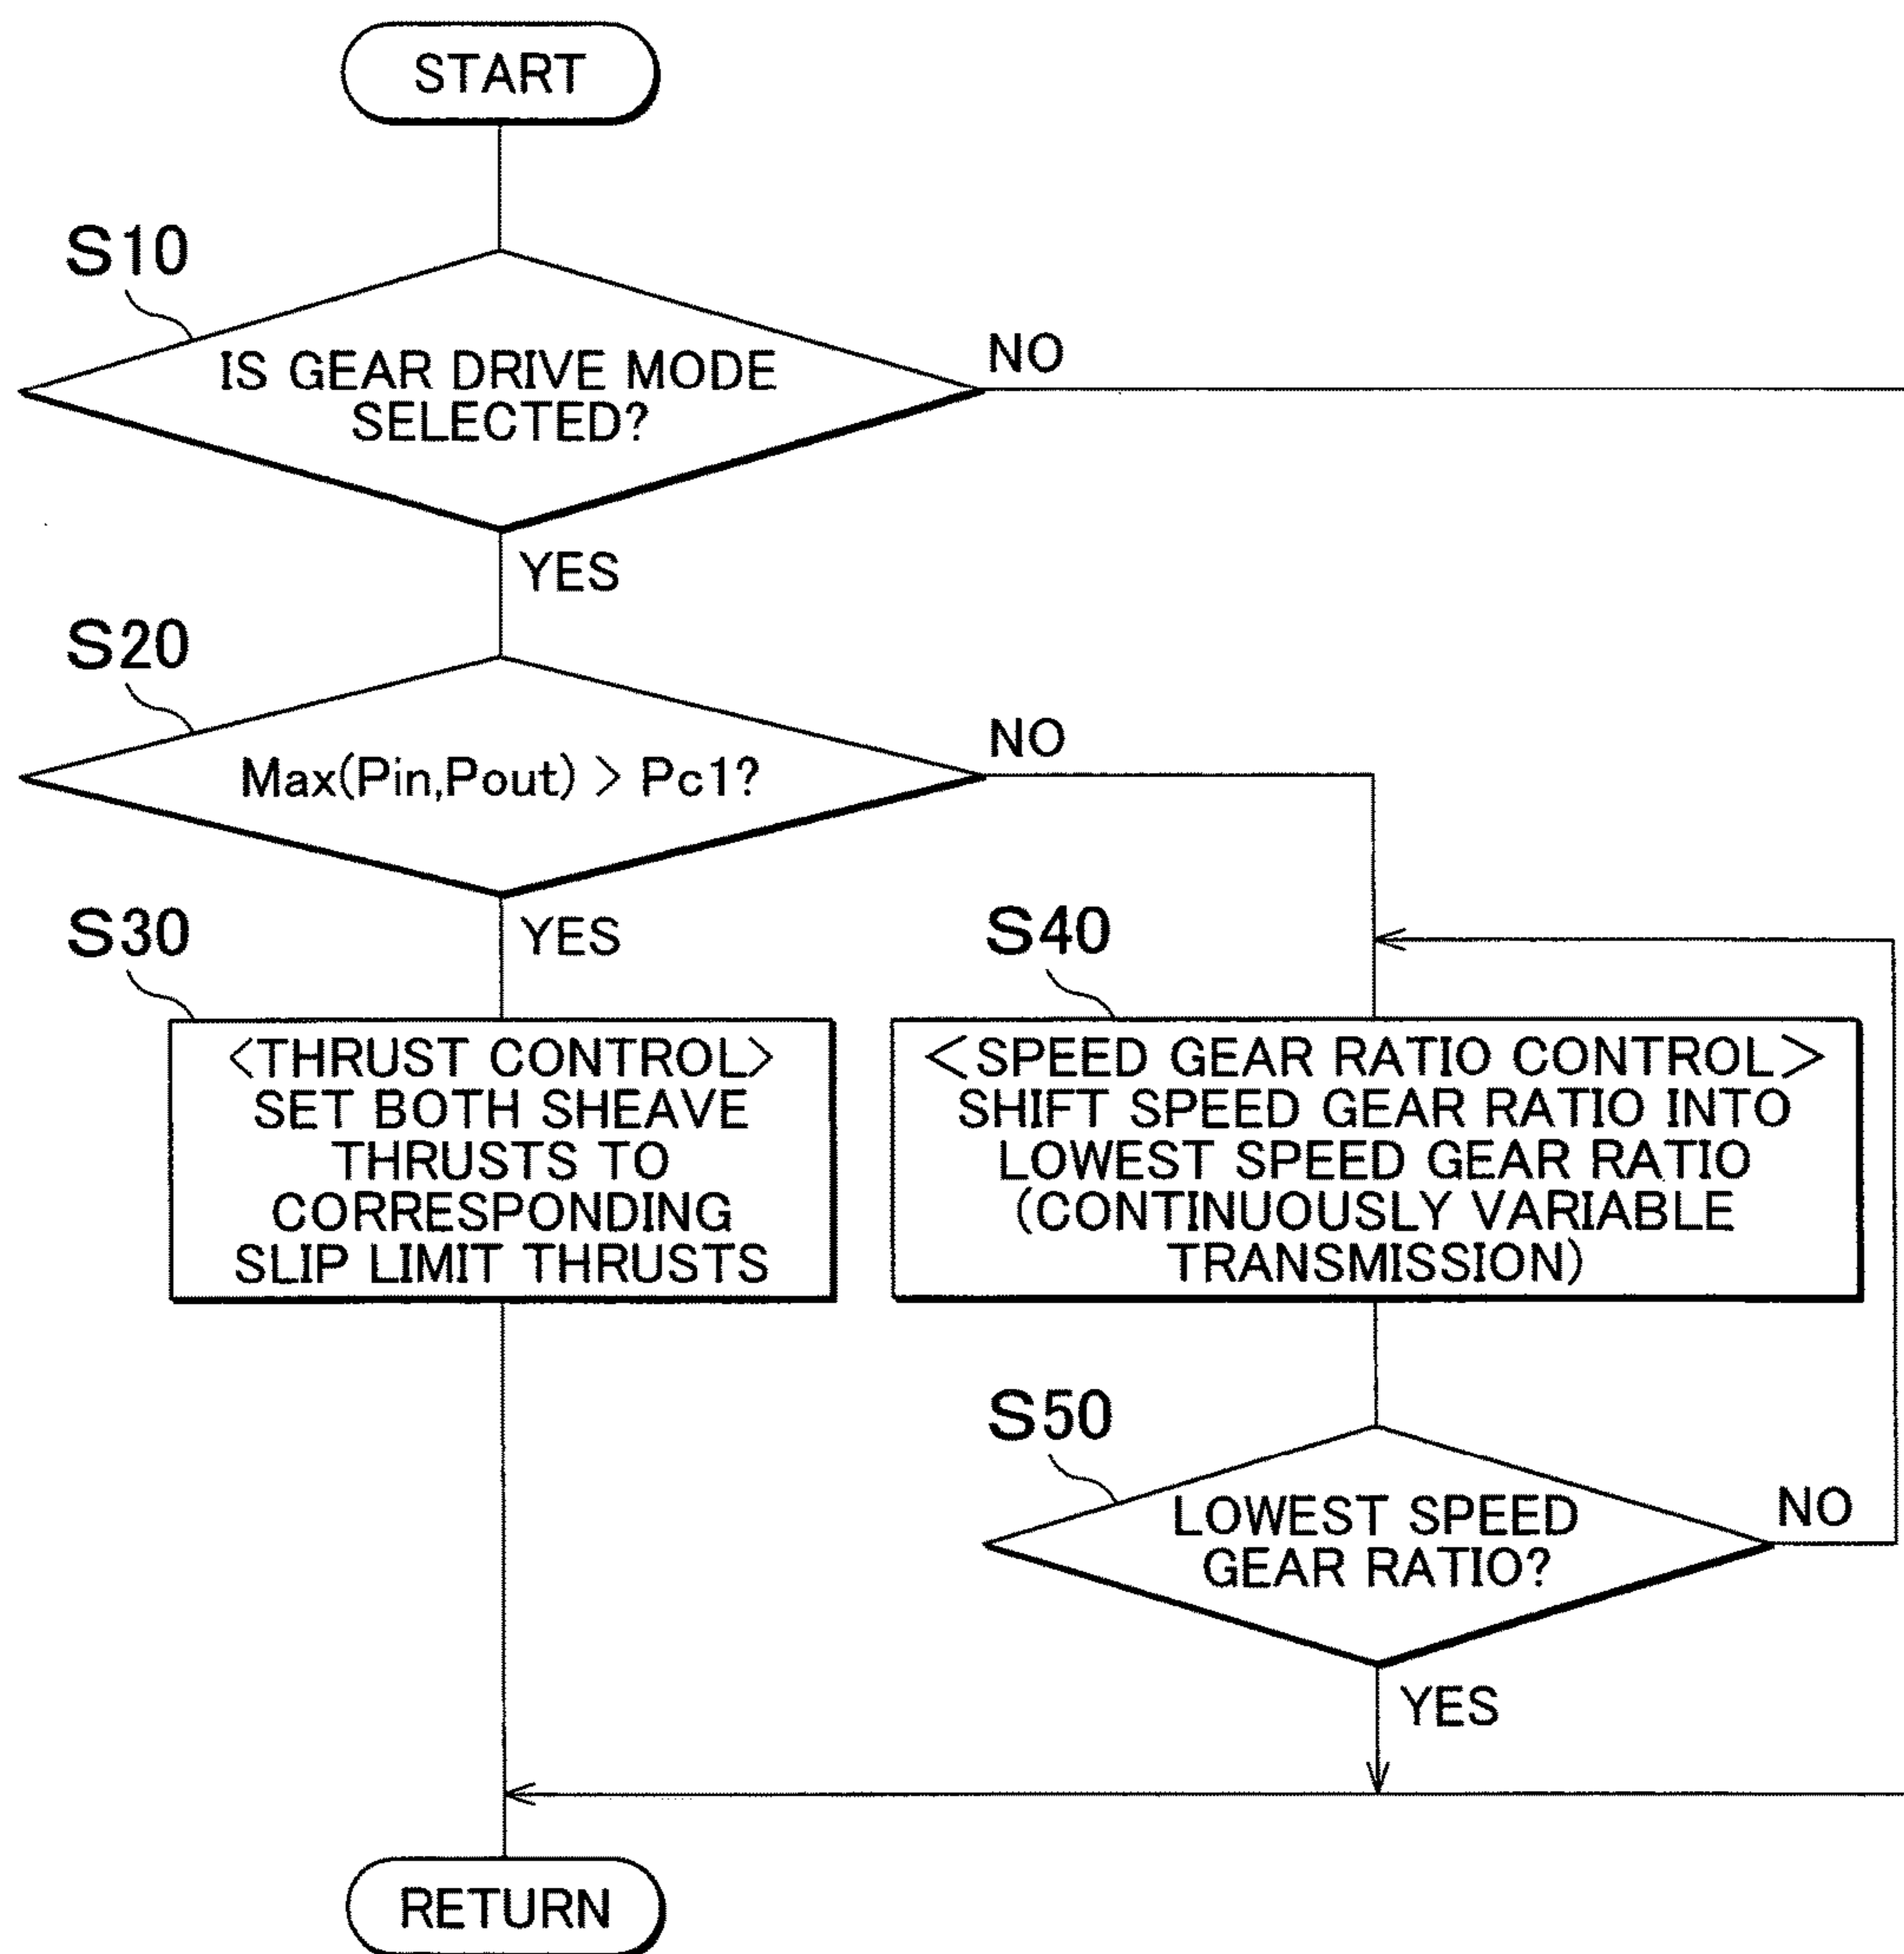 START
S10
IS GEAR DRIVE MODE
SELECTED?
NO
YES
S20
Max(Pin,Pout) > Pc1?
NO
YES
S30
<THRUST CONTROL>
SET BOTH SHEAVE
THRUSTS TO
CORRESPONDING
SLIP LIMIT THRUSTS
S40
<SPEED GEAR RATIO CONTROL>
SHIFT SPEED GEAR RATIO INTO
LOWEST SPEED GEAR RATIO
(CONTINUOUSLY VARIABLE
TRANSMISSION)
S50
LOWEST SPEED
GEAR RATIO?
NO
YES
RETURN